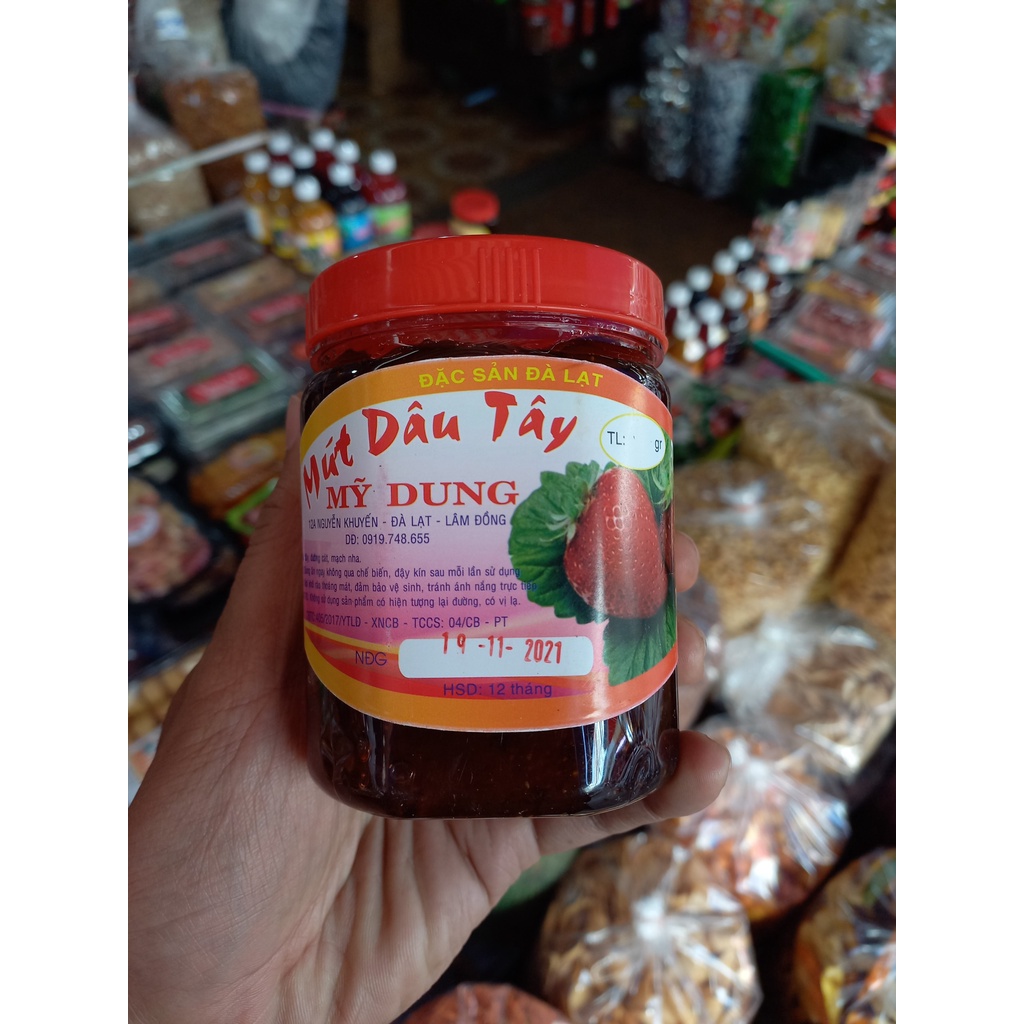 ĐẶC SẢN ĐÀ LẠT
Mứt Dâu Tây
TL: gr
MỸ DUNG
NGUYỄN KHUYẾN - ĐÀ LẠT - LÂM ĐỒNG
DĐ: 0919.748.655
đường cát, mạch nha.
ngay không qua chế biến, đậy kín sau mỗi lần sử dụng
mát, đảm bảo vệ sinh, tránh ánh nắng trực tiếp
sử dụng sản phẩm có hiện tượng lại đường, có vị lạ.
/2017/YTLĐ - XNCB - TCCS: 04/CB - PT
NĐG 19 -11- 2021
HSD: 12 tháng